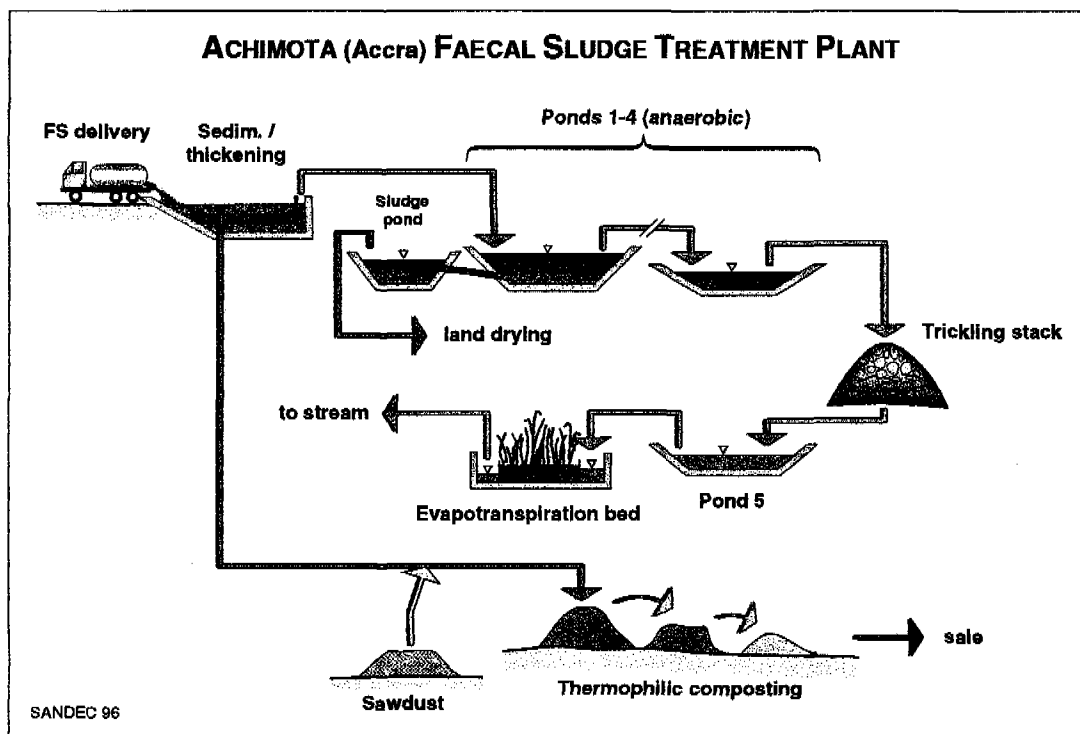 ACHIMOTA (Accra) FAECAL SLUDGE TREATMENT PLANT
FS delivery
Sedim. /
thickening
Ponds 1-4 (anaerobic)
Sludge
pond
land drying
Trickling stack
to stream
Evapotranspiration bed
Pond 5
sale
Sawdust
Thermophilic composting
SANDEC 96